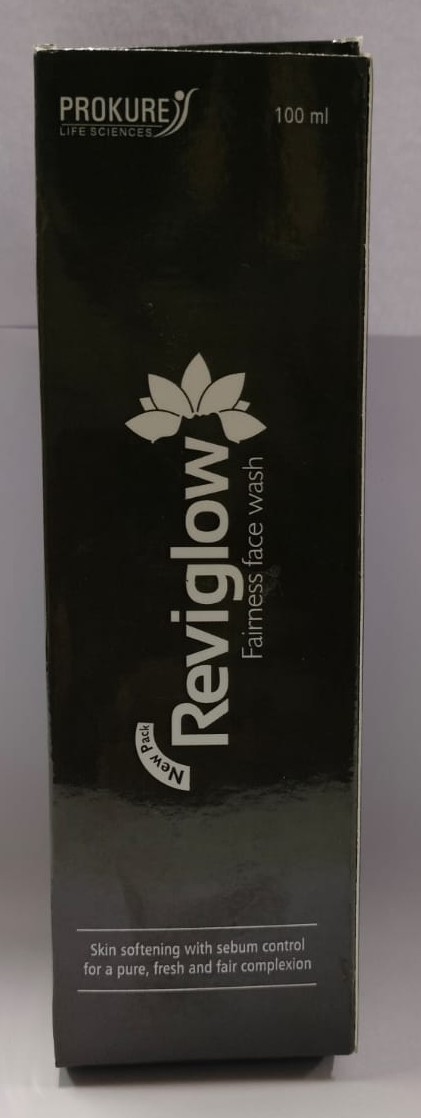 PROKURE
LIFE SCIENCES
100 ml
New Pack
Reviglow
Fairness face wash
Skin softening with sebum control
for a pure, fresh and fair complexion